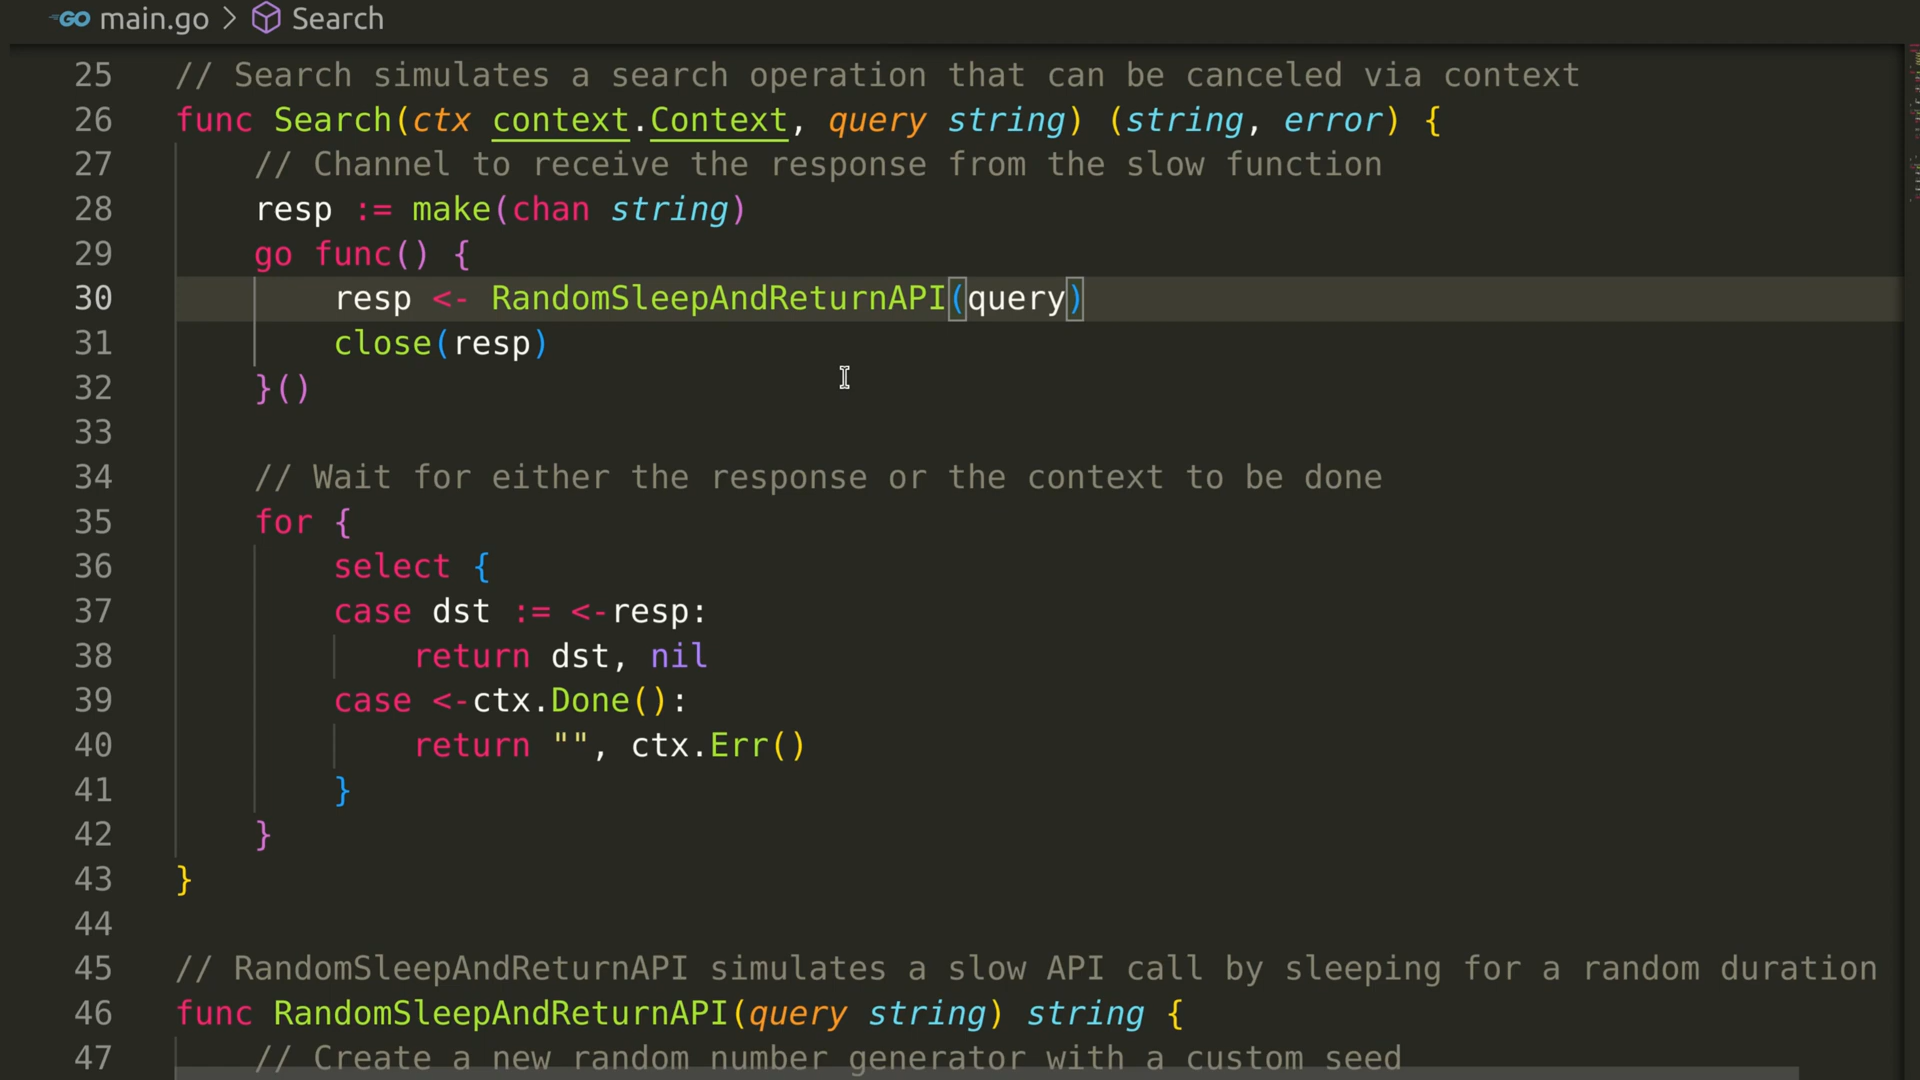 GO main.go > Search
25 // Search simulates a search operation that can be canceled via context
26 func Search(ctx context.Context, query string) (string, error) {
27 // Channel to receive the response from the slow function
28 resp := make(chan string)
29 go func() {
30 resp <- RandomSleepAndReturnAPI(query)
31 close(resp)
32 }()
33
34 // Wait for either the response or the context to be done
35 for {
36 select {
37 case dst := <-resp:
38 return dst, nil
39 case <-ctx.Done():
40 return "", ctx.Err()
41 }
42 }
43 }
44
45 // RandomSleepAndReturnAPI simulates a slow API call by sleeping for a random duration
46 func RandomSleepAndReturnAPI(query string) string {
47 // Create a new random number generator with a custom seed